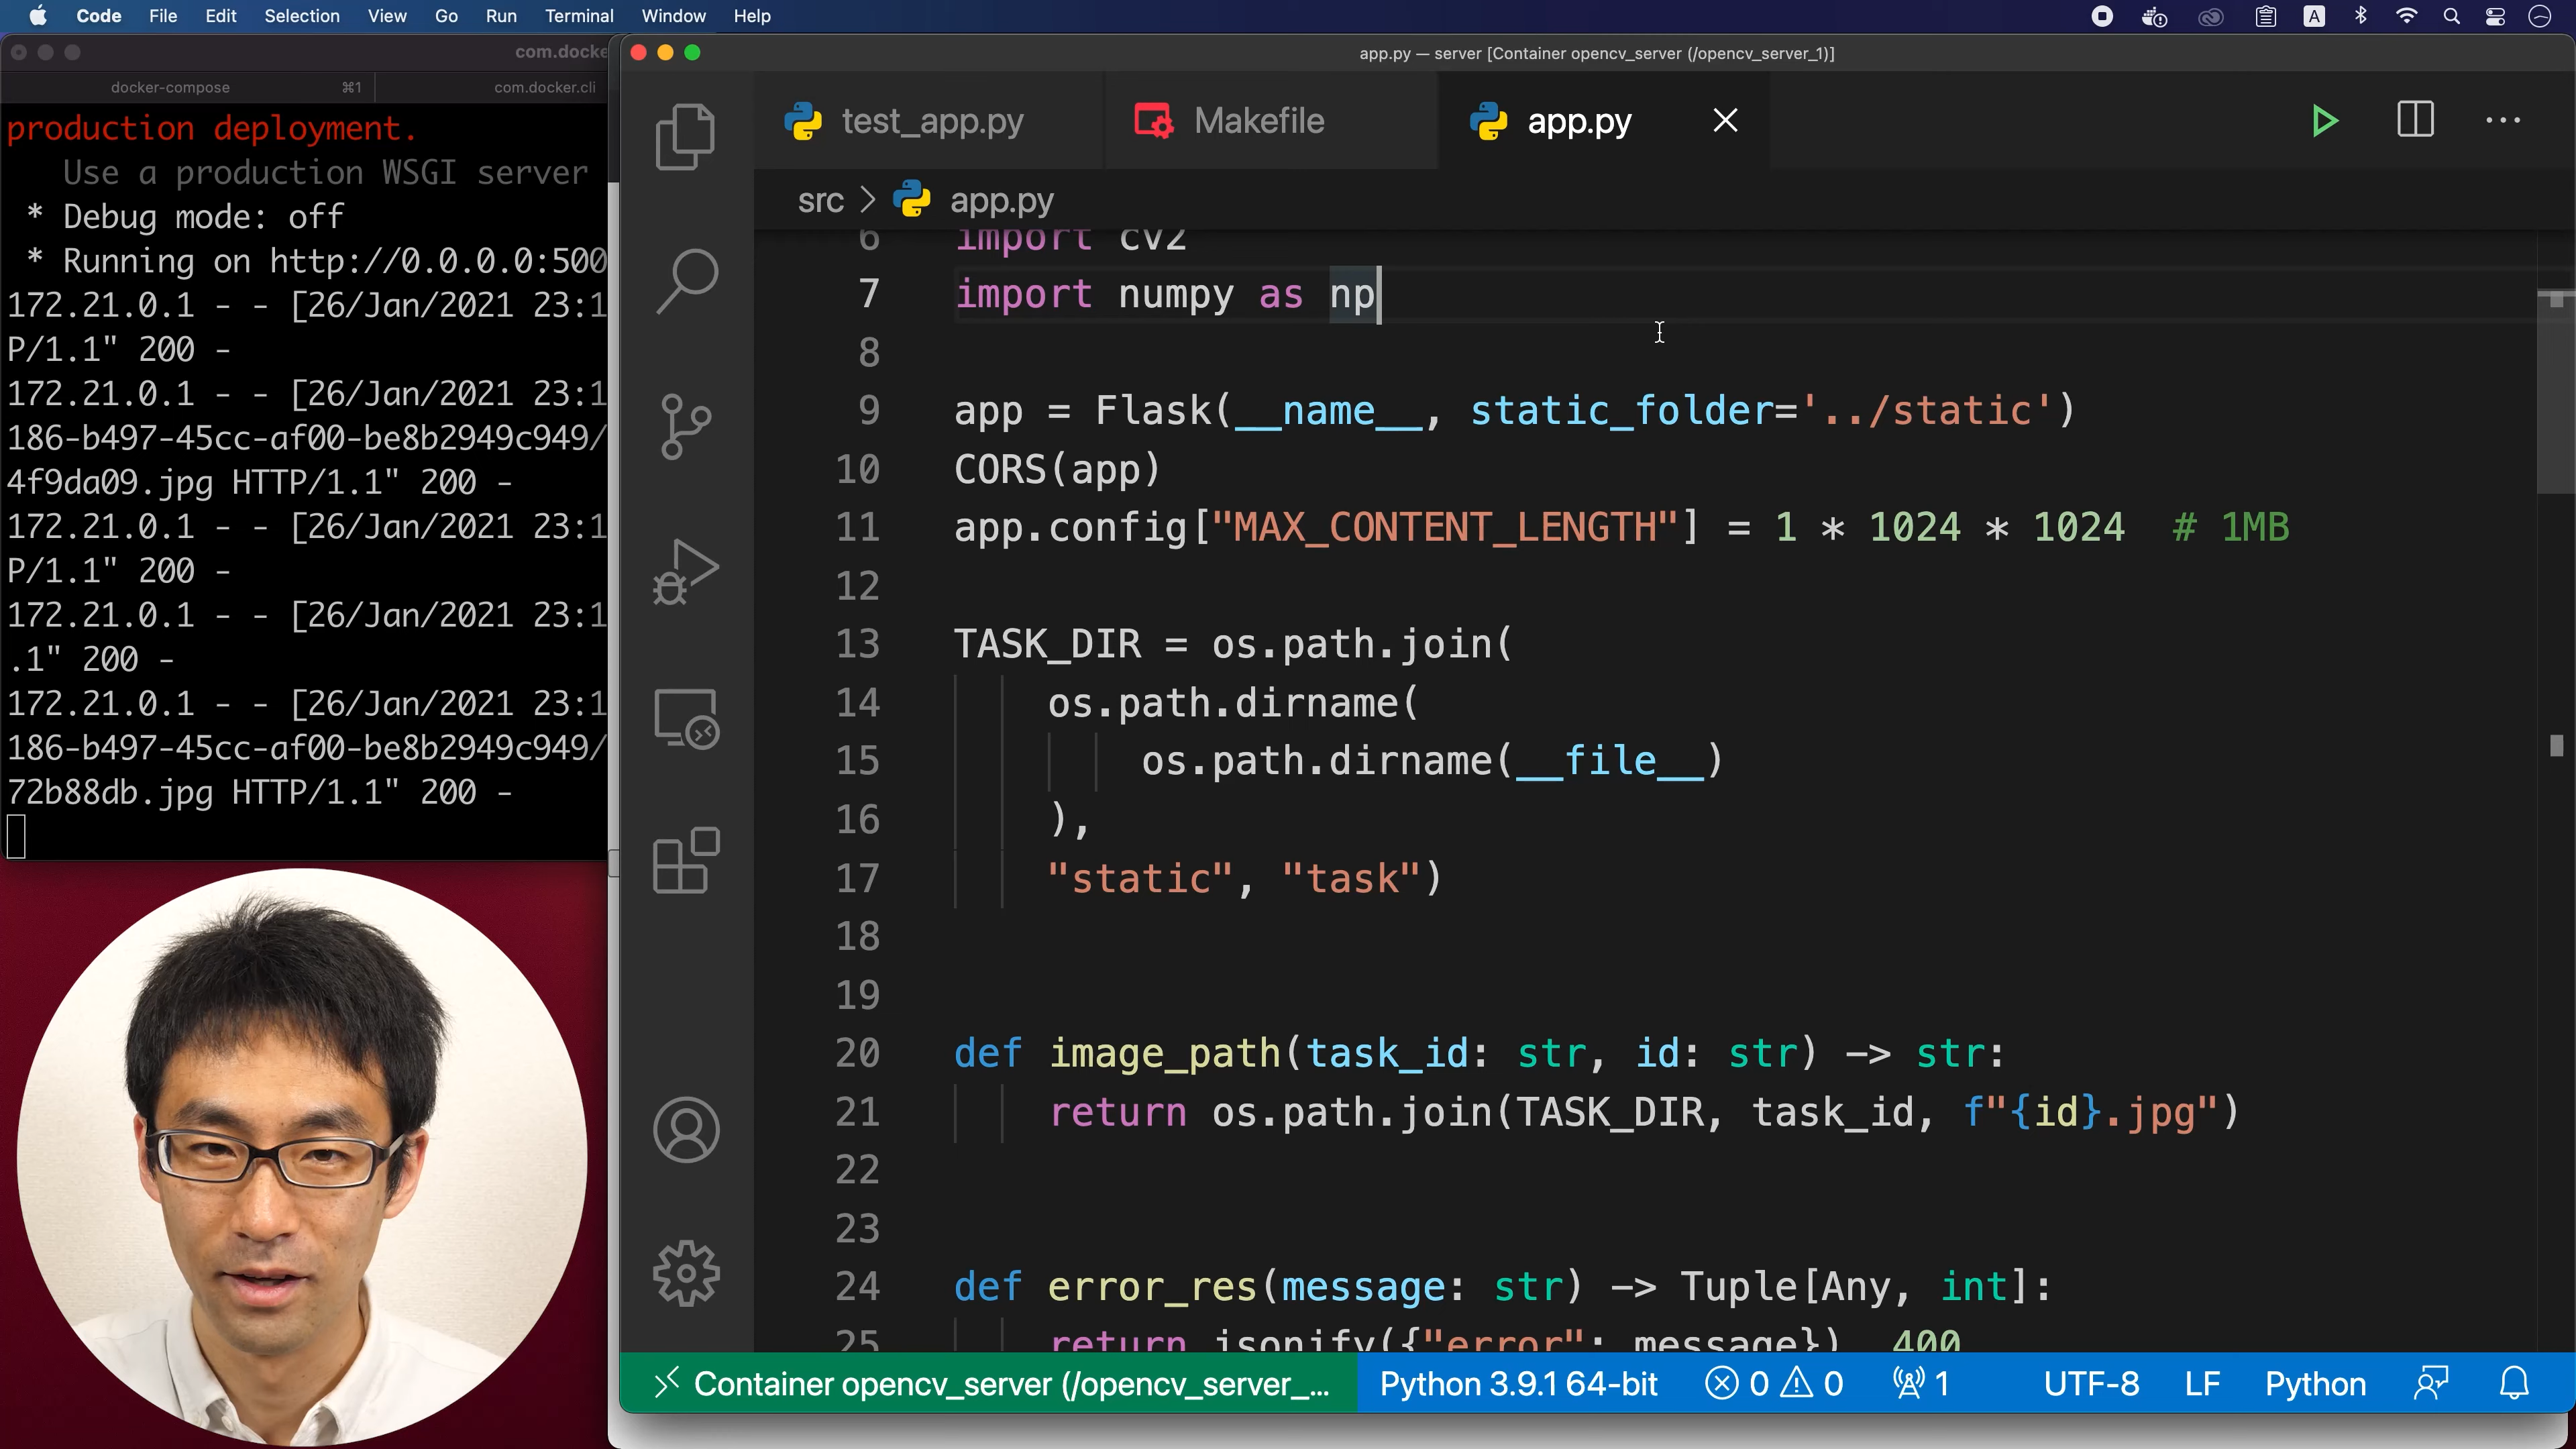 Code File Edit Selection View Go Run Terminal Window Help
A
com.docke
docker-compose ⌘1 com.docker.cli
production deployment.
Use a production WSGI server
* Debug mode: off
* Running on http://0.0.0.0:500
172.21.0.1 - - [26/Jan/2021 23:1
P/1.1" 200 -
172.21.0.1 - - [26/Jan/2021 23:1
186-b497-45cc-af00-be8b2949c949/
4f9da09.jpg HTTP/1.1" 200 -
172.21.0.1 - - [26/Jan/2021 23:1
P/1.1" 200 -
172.21.0.1 - - [26/Jan/2021 23:1
.1" 200 -
172.21.0.1 - - [26/Jan/2021 23:1
186-b497-45cc-af00-be8b2949c949/
72b88db.jpg HTTP/1.1" 200 -
app.py — server [Container opencv_server (/opencv_server_1)]
test_app.py Makefile app.py
src > app.py
6 import cv2
7 import numpy as np
8
9 app = Flask(__name__, static_folder='../static')
10 CORS(app)
11 app.config["MAX_CONTENT_LENGTH"] = 1 * 1024 * 1024 # 1MB
12
13 TASK_DIR = os.path.join(
14 os.path.dirname(
15 os.path.dirname(__file__)
16 ),
17 "static", "task")
18
19
20 def image_path(task_id: str, id: str) -> str:
21 return os.path.join(TASK_DIR, task_id, f"{id}.jpg")
22
23
24 def error_res(message: str) -> Tuple[Any, int]:
25 return jsonify({"error": message}), 400
Container opencv_server (/opencv_server_... Python 3.9.1 64-bit 0 0 1 UTF-8 LF Python